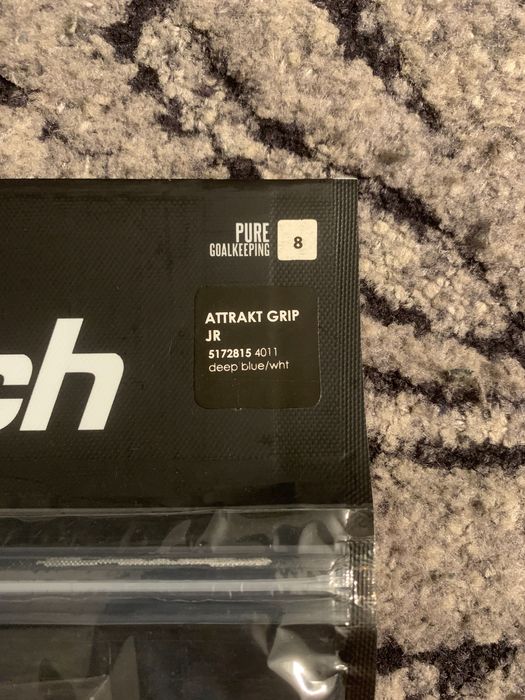 PURE
GOALKEEPING
8
ATTRAKT GRIP
JR
5172815 4011
deep blue/wht
ch